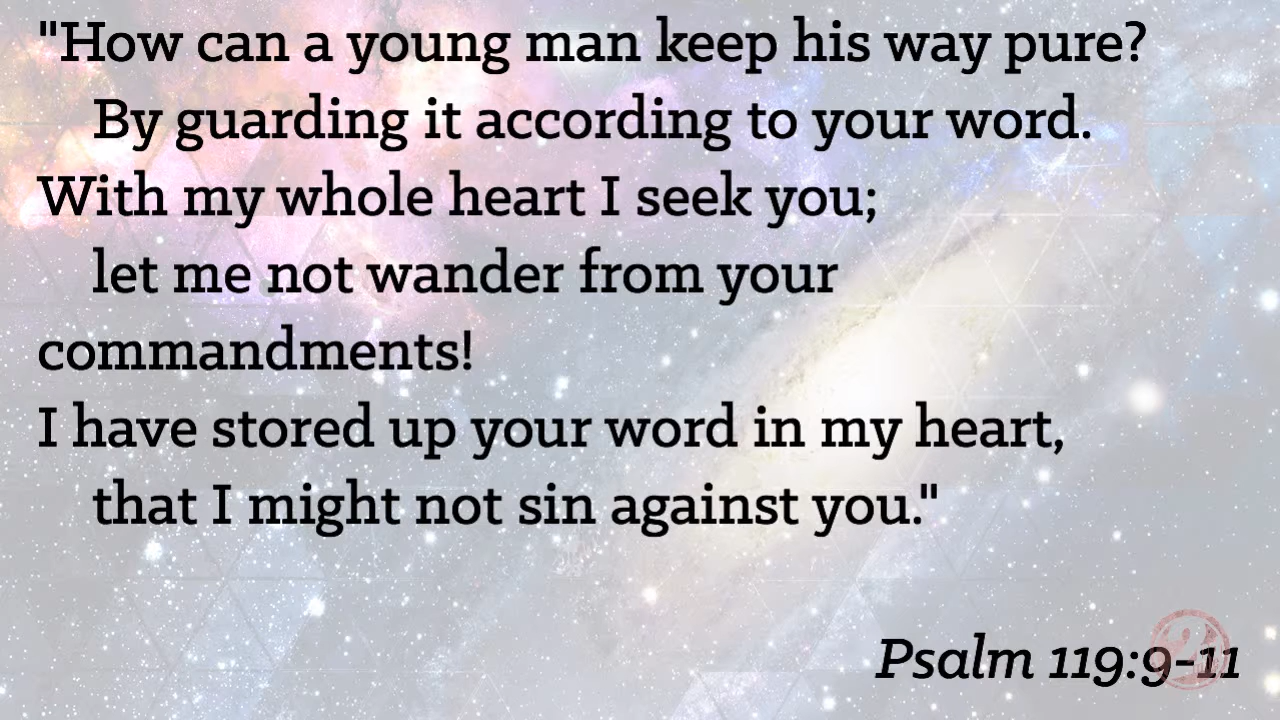 "How can a young man keep his way pure?
By guarding it according to your word.
With my whole heart I seek you;
let me not wander from your
commandments!
I have stored up your word in my heart,
that I might not sin against you."
Psalm 119:9-11
2